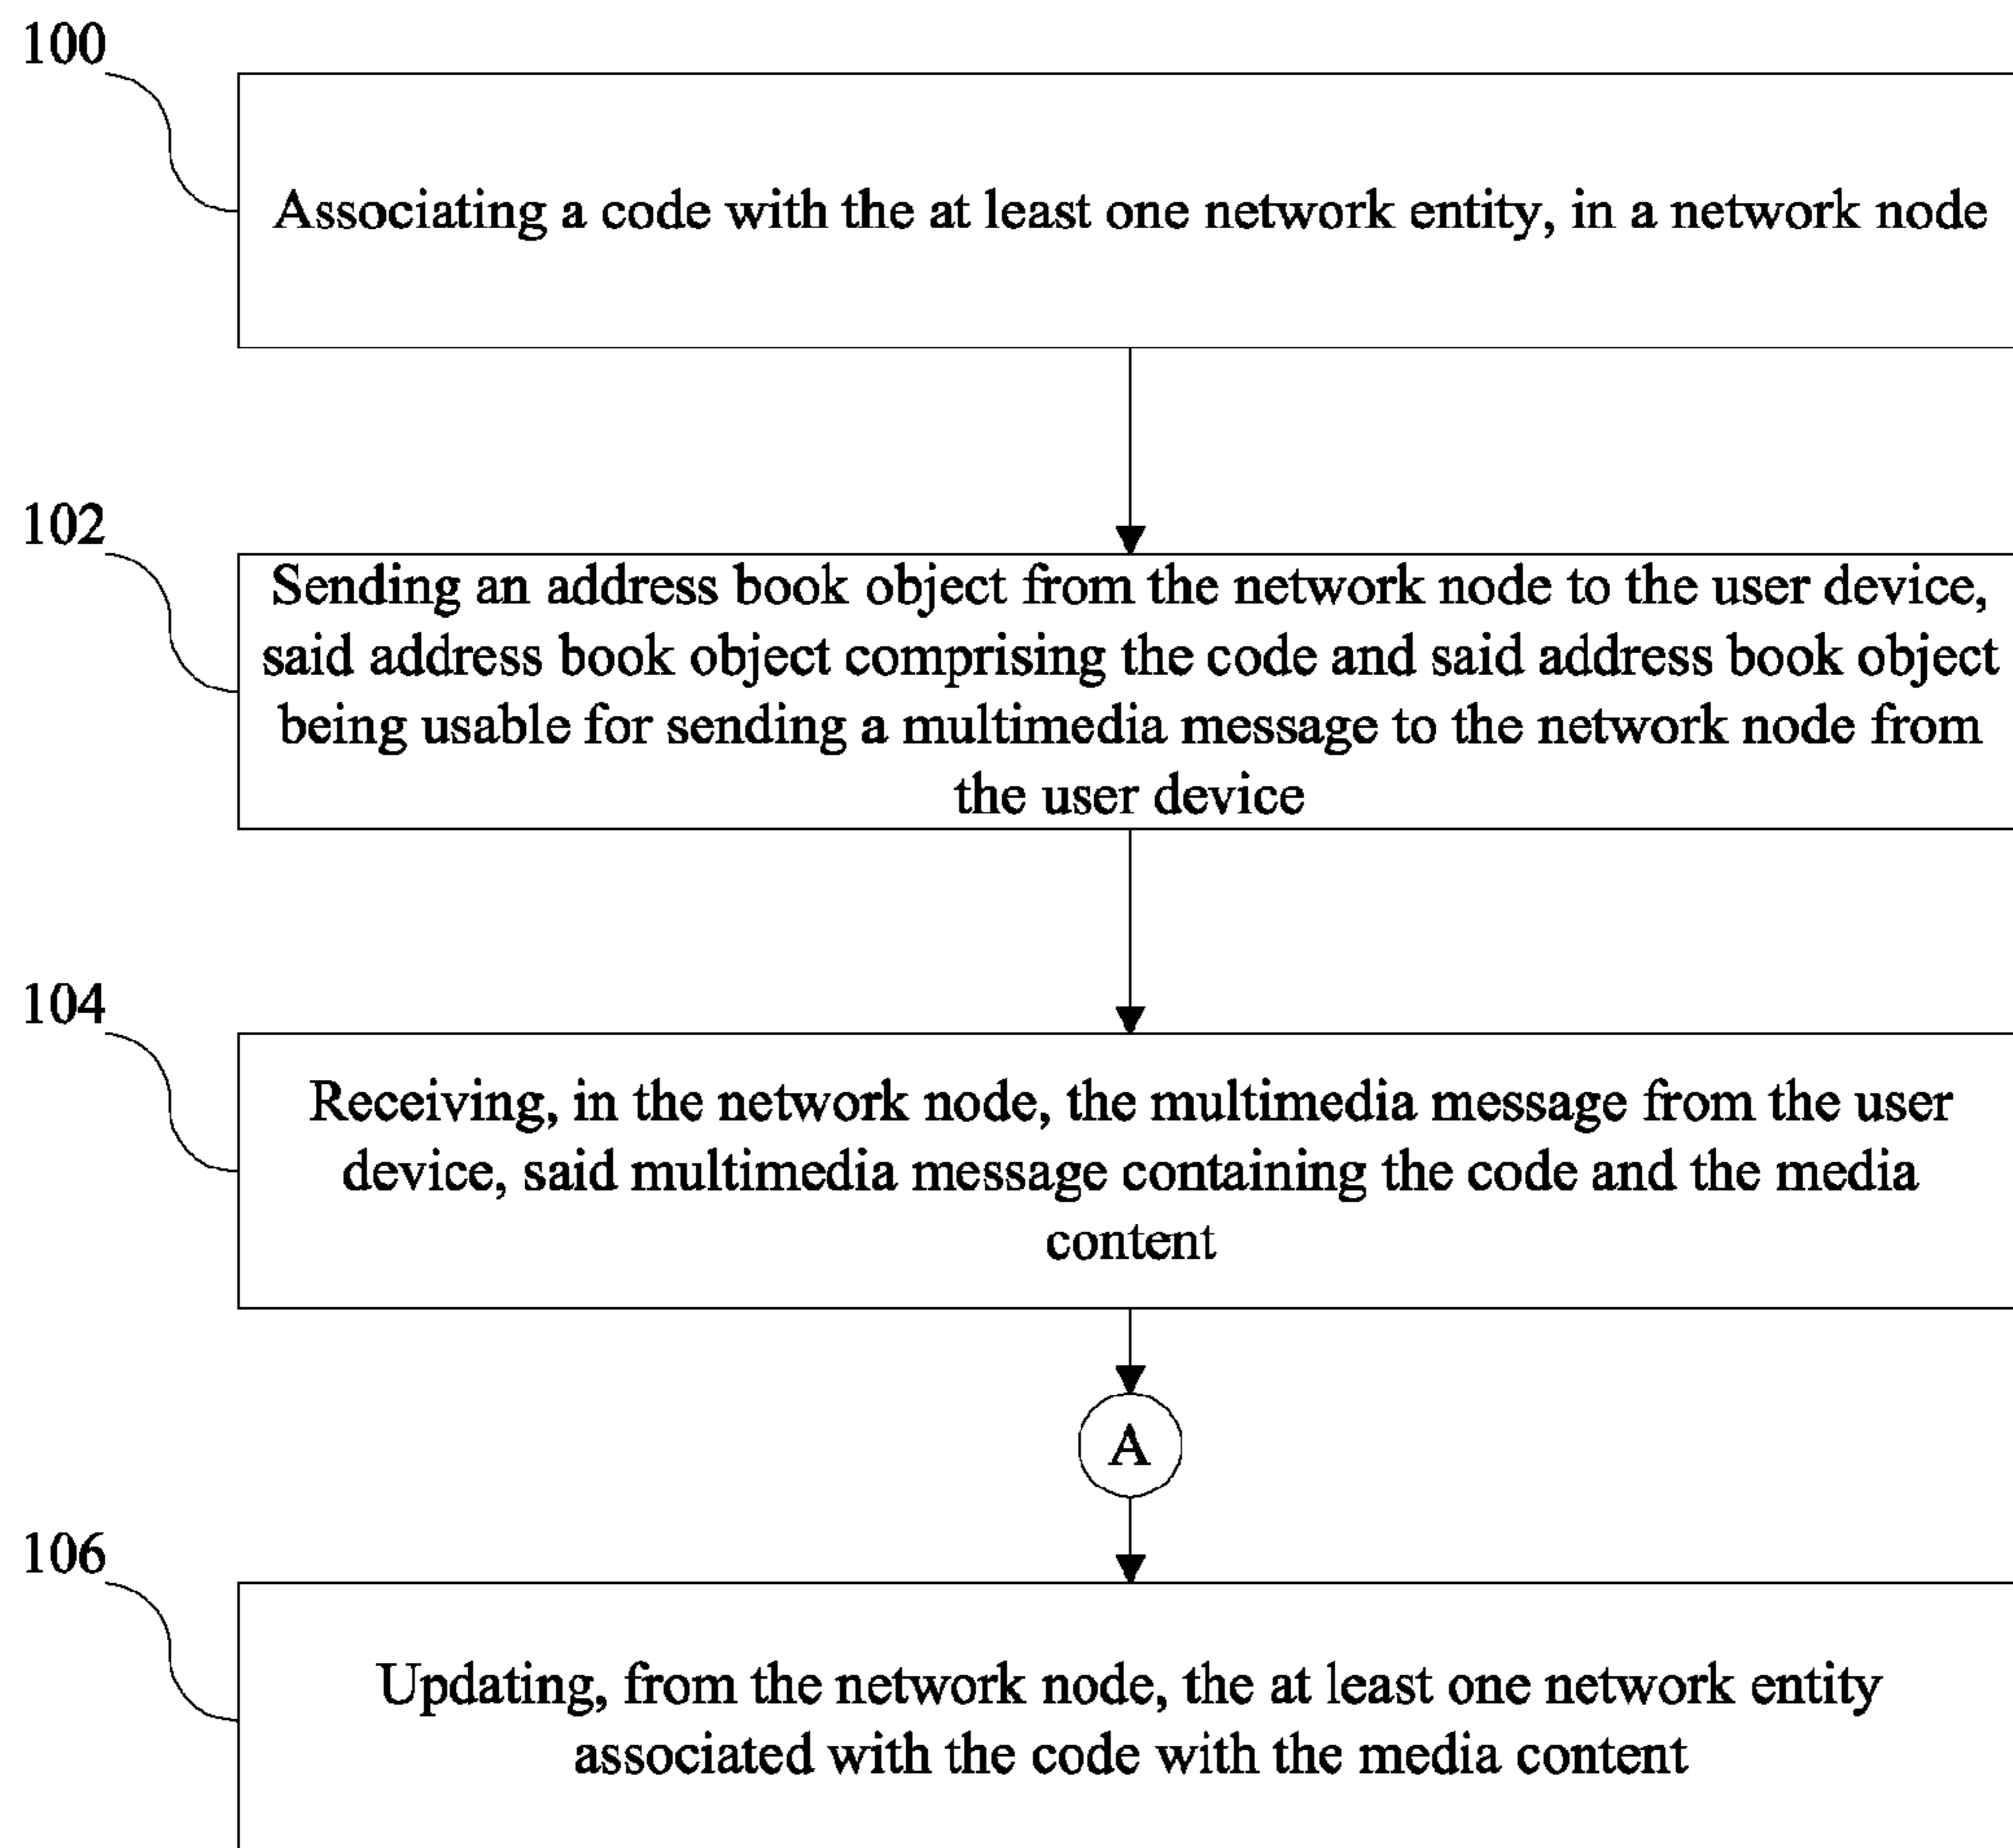 100
Associating a code with the at least one network entity, in a network node
102
Sending an address book object from the network node to the user device,
said address book object comprising the code and said address book object
being usable for sending a multimedia message to the network node from
the user device
104
Receiving, in the network node, the multimedia message from the user
device, said multimedia message containing the code and the media
content
A
106
Updating, from the network node, the at least one network entity
associated with the code with the media content